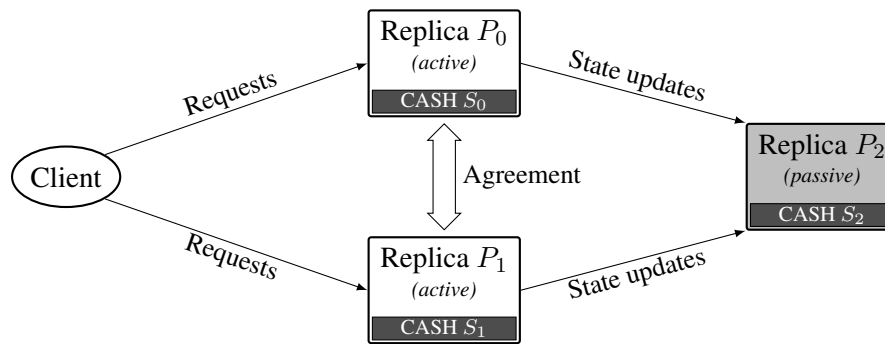 Replica P₀
(active)
CASH S₀
Requests
State updates
Replica P₂
(passive)
CASH S₂
Client
Agreement
Requests
Replica P₁
(active)
CASH S₁
State updates